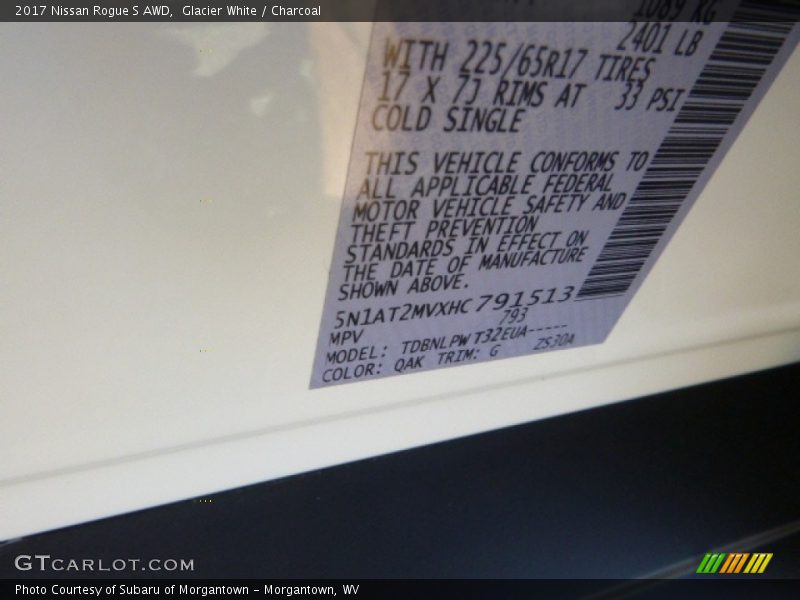 2017 Nissan Rogue S AWD,  Glacier White / Charcoal
1089 KG
2401 LB
WITH 225/65R17 TIRES
17 X 7J RIMS AT 33 PSI
COLD SINGLE
THIS VEHICLE CONFORMS TO
ALL APPLICABLE FEDERAL
MOTOR VEHICLE SAFETY AND
THEFT PREVENTION
STANDARDS IN EFFECT ON
THE DATE OF MANUFACTURE
SHOWN ABOVE.
5N1AT2MVXHC791513
MPV 793
MODEL: TDBNLPWT32EUA-----
COLOR: QAK TRIM: G ZS30A
GTCARLOT.COM
Photo Courtesy of Subaru of Morgantown - Morgantown, WV